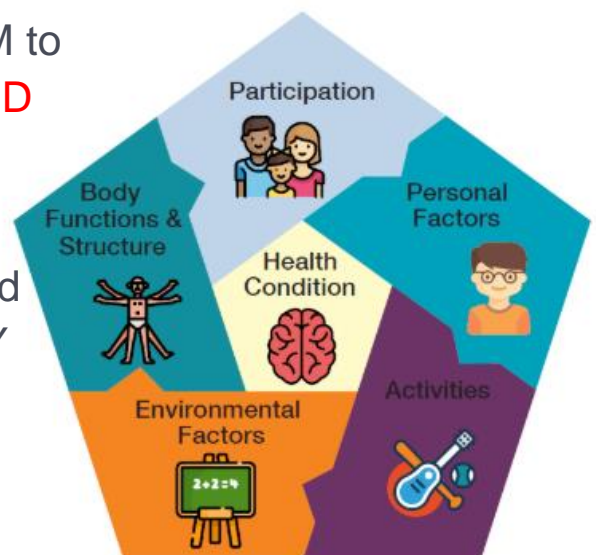 M to
D
d
Y
Participation
Body
Functions &
Structure
Personal
Factors
Health
Condition
Activities
Environmental
Factors
2+2=4